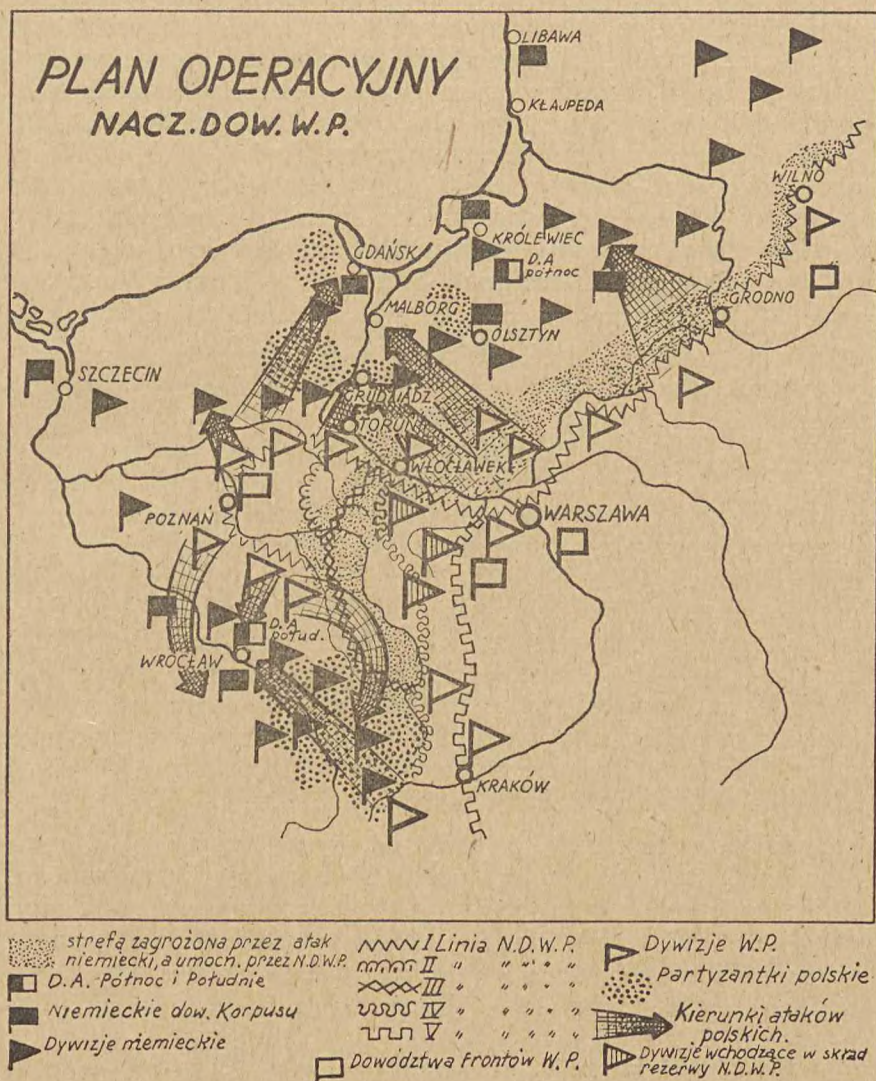 PLAN OPERACYJNY
NACZ. DOW. W. P.
LIBAWA
KŁAJPEDA
WILNO
KRÓLEWIEC
GDAŃSK
D.A
północ
GRODNO
MALBORG
OLSZTYN
SZCZECIN
GRUDZIĄDZ
TORUŃ
WŁOCŁAWEK
POZNAŃ
WARSZAWA
D.A
połud.
WROCŁAW
KRAKÓW
strefą zagrożona przez atak
niemiecki, a umocn. przez N.D.W.P.
D.A. Północ i Południe
Niemieckie dow. Korpusu
Dywizje niemieckie
I Linia N.D.W.P.
II " " " " "
III " " " " "
IV " " " " "
V " " " " "
Dowództwa Frontów W. P.
Dywizje W.P.
Partyzantki polskie
Kierunki ataków
polskich.
Dywizje wchodzące w skład
rezerwy N.D.W.P.